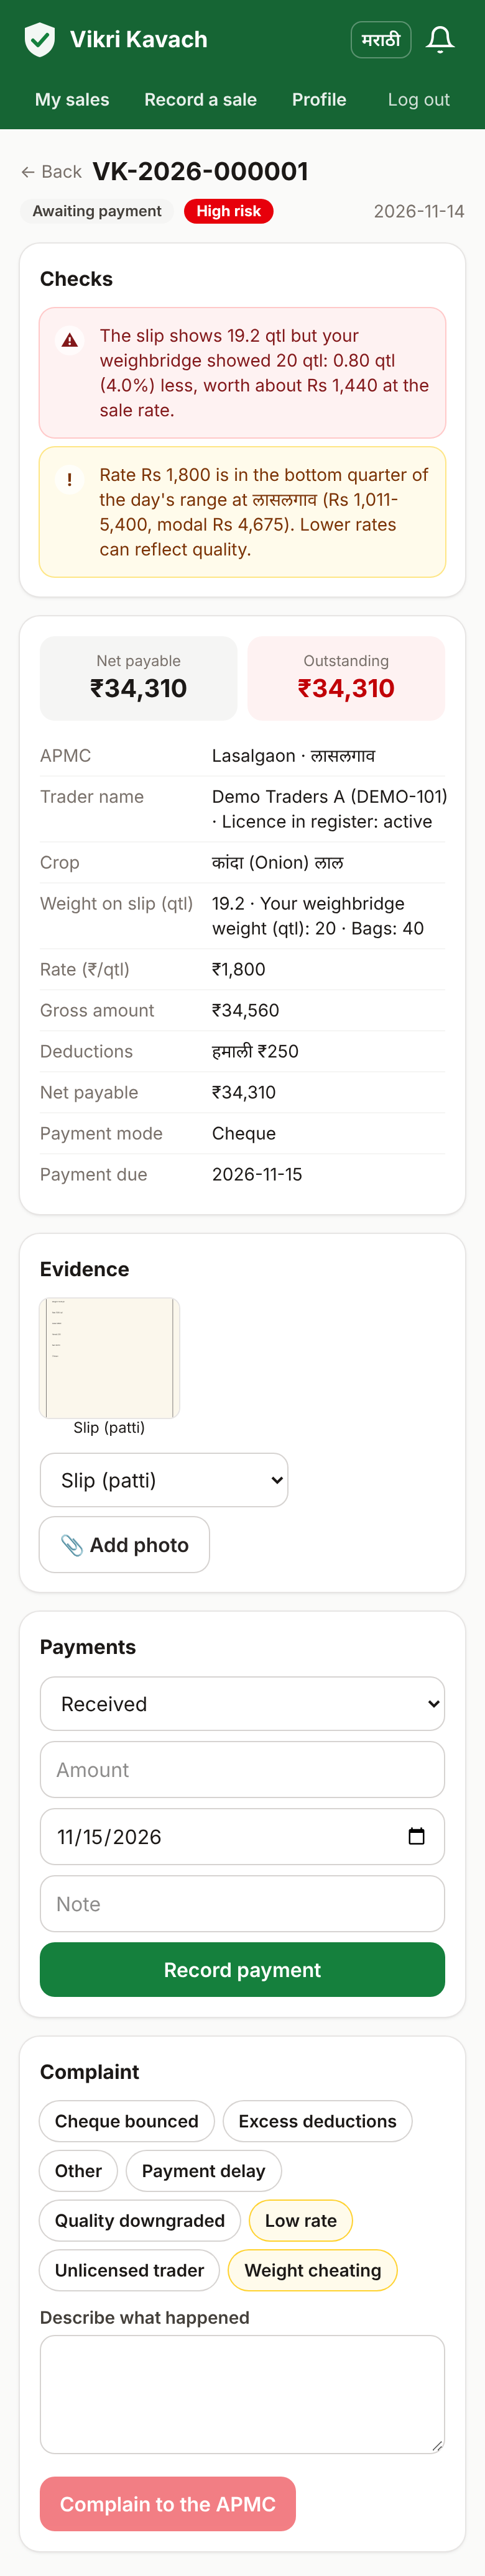 Vikri Kavach
मराठी
My sales Record a sale Profile Log out
← Back VK-2026-000001
Awaiting payment High risk 2026-11-14
Checks
The slip shows 19.2 qtl but your
weighbridge showed 20 qtl: 0.80 qtl
(4.0%) less, worth about Rs 1,440 at the
sale rate.
! Rate Rs 1,800 is in the bottom quarter of
the day's range at लासलगाव (Rs 1,011-
5,400, modal Rs 4,675). Lower rates
can reflect quality.
Net payable Outstanding
₹34,310 ₹34,310
APMC Lasalgaon · लासलगाव
Trader name Demo Traders A (DEMO-101)
· Licence in register: active
Crop कांदा (Onion) लाल
Weight on slip (qtl) 19.2 · Your weighbridge
weight (qtl): 20 · Bags: 40
Rate (₹/qtl) ₹1,800
Gross amount ₹34,560
Deductions हमाली ₹250
Net payable ₹34,310
Payment mode Cheque
Payment due 2026-11-15
Evidence
Slip (patti)
Slip (patti)
Add photo
Payments
Received
Amount
11/15/2026
Note
Record payment
Complaint
Cheque bounced Excess deductions
Other Payment delay
Quality downgraded Low rate
Unlicensed trader Weight cheating
Describe what happened
Complain to the APMC